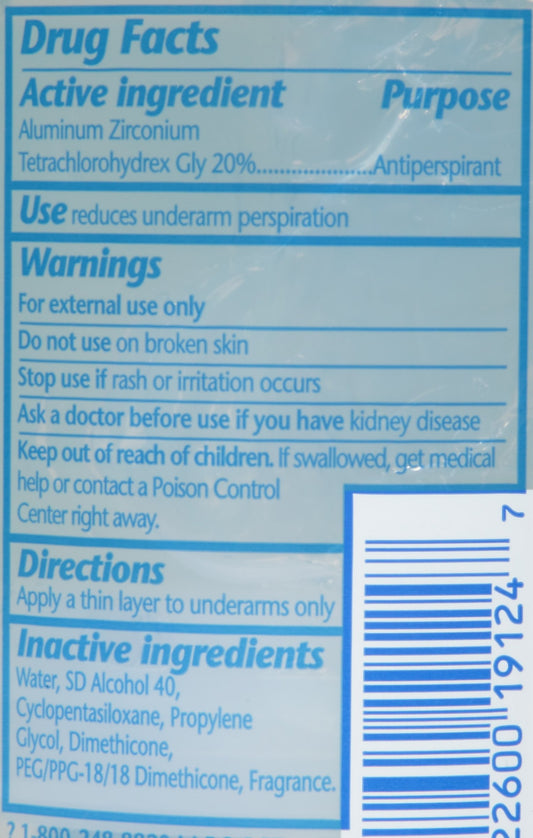 Drug Facts
Active ingredient Purpose
Aluminum Zirconium
Tetrachlorohydrex Gly 20%....................Antiperspirant
Use reduces underarm perspiration
Warnings
For external use only
Do not use on broken skin
Stop use if rash or irritation occurs
Ask a doctor before use if you have kidney disease
Keep out of reach of children. If swallowed, get medical
help or contact a Poison Control
Center right away.
Directions
Apply a thin layer to underarms only
Inactive ingredients
Water, SD Alcohol 40,
Cyclopentasiloxane, Propylene
Glycol, Dimethicone,
PEG/PPG-18/18 Dimethicone, Fragrance.
22600 19124 7
? 1-800-248-